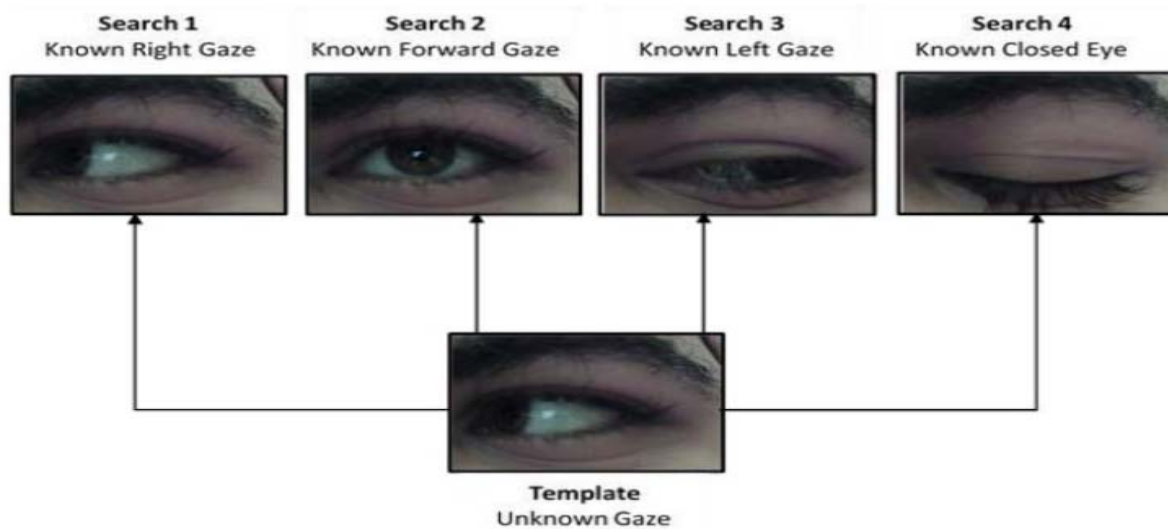 Search 1
Known Right Gaze
Search 2
Known Forward Gaze
Search 3
Known Left Gaze
Search 4
Known Closed Eye
Template
Unknown Gaze